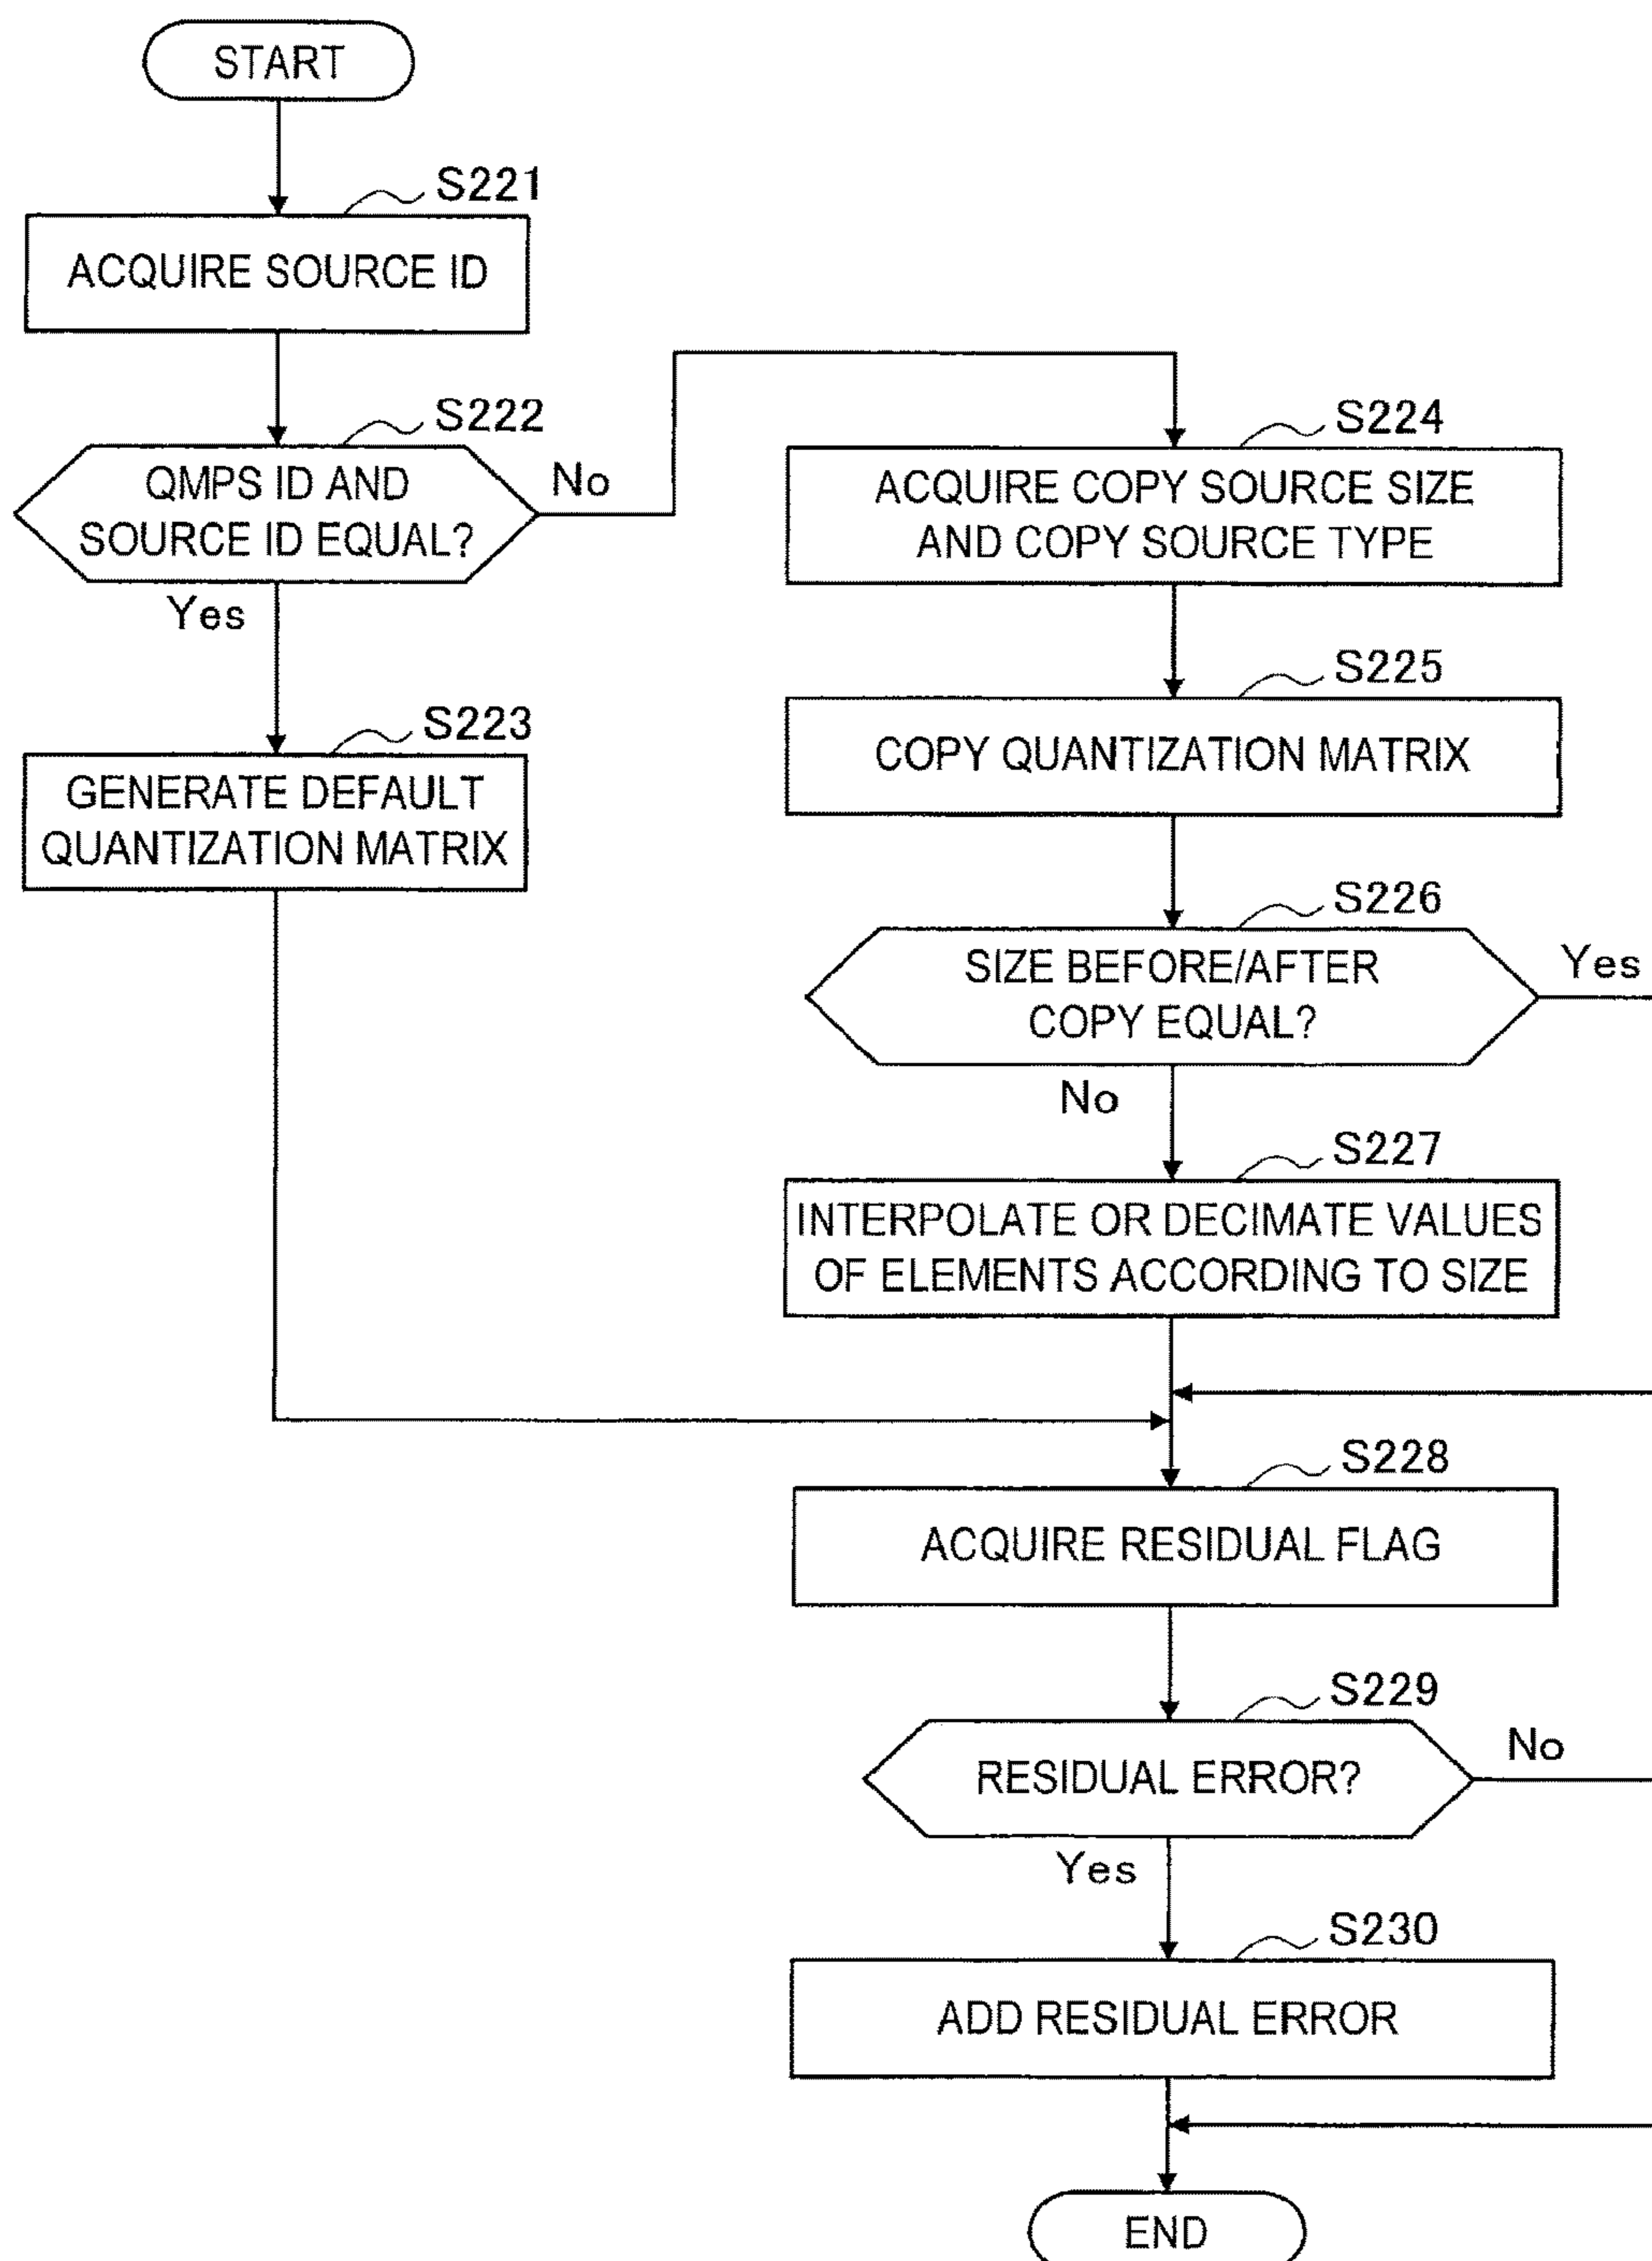 START
S221
ACQUIRE SOURCE ID
S222
QMPS ID AND
SOURCE ID EQUAL?
No
Yes
S223
GENERATE DEFAULT
QUANTIZATION MATRIX
S224
ACQUIRE COPY SOURCE SIZE
AND COPY SOURCE TYPE
S225
COPY QUANTIZATION MATRIX
S226
SIZE BEFORE/AFTER
COPY EQUAL?
Yes
No
S227
INTERPOLATE OR DECIMATE VALUES
OF ELEMENTS ACCORDING TO SIZE
S228
ACQUIRE RESIDUAL FLAG
S229
RESIDUAL ERROR?
No
Yes
S230
ADD RESIDUAL ERROR
END